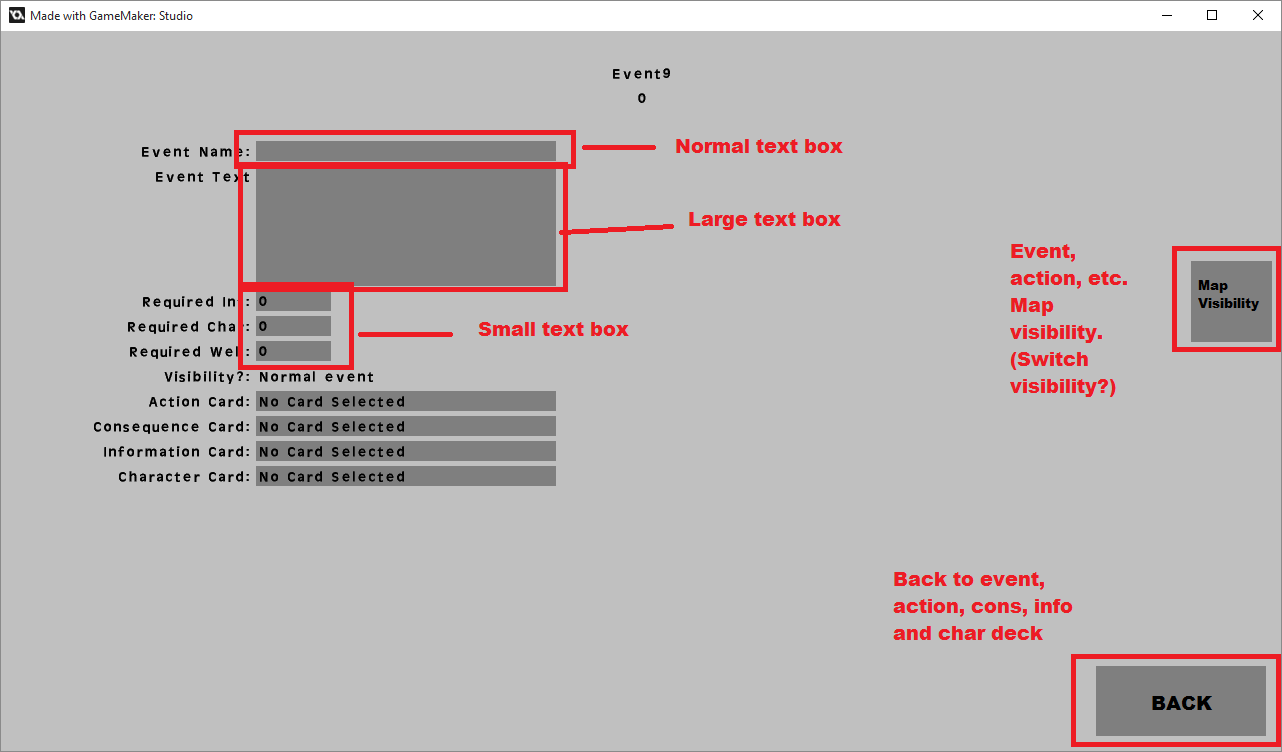 Made with GameMaker: Studio
Event9
0
Event Name:
Normal text box
Event Text
Large text box
Event,
action, etc.
Map
visibility.
(Switch
visibility?)
Map
Visibility
Required Int: 0
Required Char: 0
Required Welt: 0
Small text box
Visibility?: Normal event
Action Card: No Card Selected
Consequence Card: No Card Selected
Information Card: No Card Selected
Character Card: No Card Selected
Back to event,
action, cons, info
and char deck
BACK